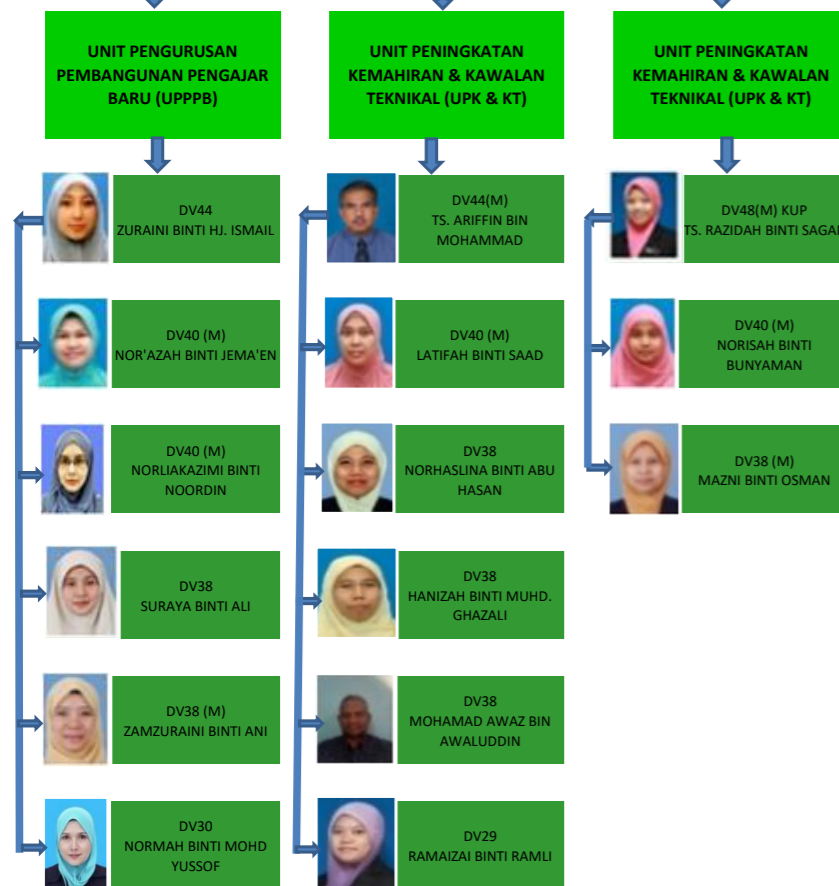 UNIT PENGURUSAN
PEMBANGUNAN PENGAJAR
BARU (UPPPB)
DV44
ZURAINI BINTI HJ. ISMAIL
DV40 (M)
NOR'AZAH BINTI JEMA'EN
DV40 (M)
NORLIAKAZIMI BINTI
NOORDIN
DV38
SURAYA BINTI ALI
DV38 (M)
ZAMZURAINI BINTI ANI
DV30
NORMAH BINTI MOHD
YUSSOF
UNIT PENINGKATAN
KEMAHIRAN & KAWALAN
TEKNIKAL (UPK & KT)
DV44(M)
TS. ARIFFIN BIN
MOHAMMAD
DV40 (M)
LATIFAH BINTI SAAD
DV38
NORHASLINA BINTI ABU
HASAN
DV38
HANIZAH BINTI MUHD.
GHAZALI
DV38
MOHAMAD AWAZ BIN
AWALUDDIN
DV29
RAMAIZAI BINTI RAMLI
UNIT PENINGKATAN
KEMAHIRAN & KAWALAN
TEKNIKAL (UPK & KT)
DV48(M) KUP
TS. RAZIDAH BINTI
DV40 (M)
NORISAH BINTI
BUNYAMAN
DV38 (M)
MAZNI BINTI OSMAN